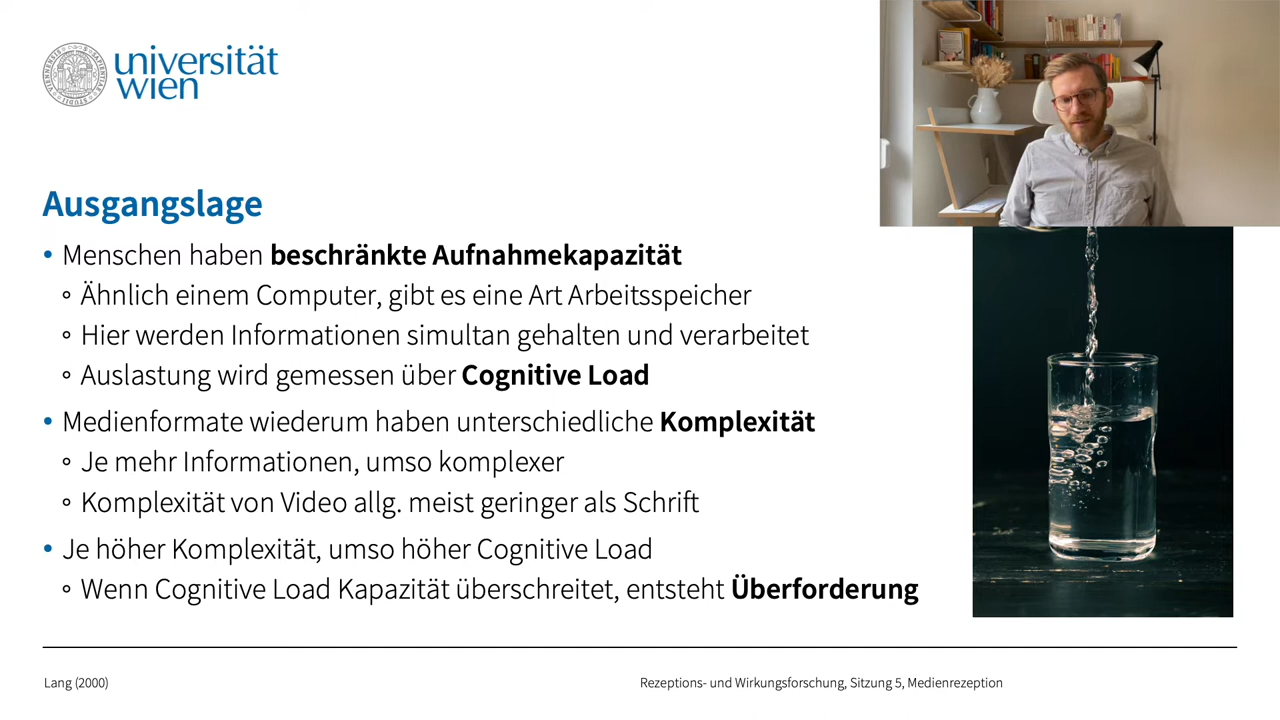 universität
wien
Ausgangslage
• Menschen haben beschränkte Aufnahmekapazität
◦ Ähnlich einem Computer, gibt es eine Art Arbeitsspeicher
◦ Hier werden Informationen simultan gehalten und verarbeitet
◦ Auslastung wird gemessen über Cognitive Load
• Medienformate wiederum haben unterschiedliche Komplexität
◦ Je mehr Informationen, umso komplexer
◦ Komplexität von Video allg. meist geringer als Schrift
• Je höher Komplexität, umso höher Cognitive Load
◦ Wenn Cognitive Load Kapazität überschreitet, entsteht Überforderung
Lang (2000)
Rezeptions- und Wirkungsforschung, Sitzung 5, Medienrezeption